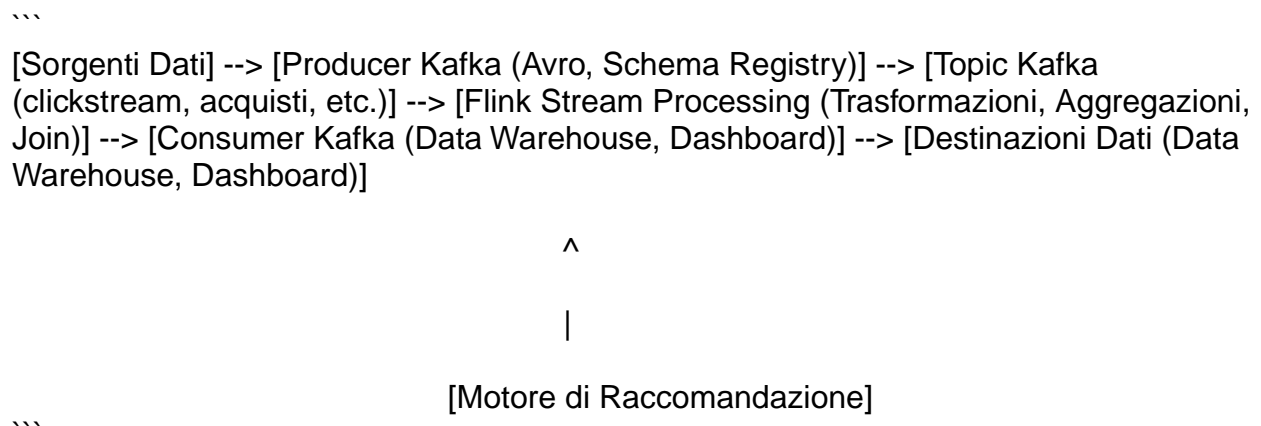 ```
[Sorgenti Dati] --> [Producer Kafka (Avro, Schema Registry)] --> [Topic Kafka
(clickstream, acquisti, etc.)] --> [Flink Stream Processing (Trasformazioni, Aggregazioni,
Join)] --> [Consumer Kafka (Data Warehouse, Dashboard)] --> [Destinazioni Dati (Data
Warehouse, Dashboard)]
^
|
[Motore di Raccomandazione]
```